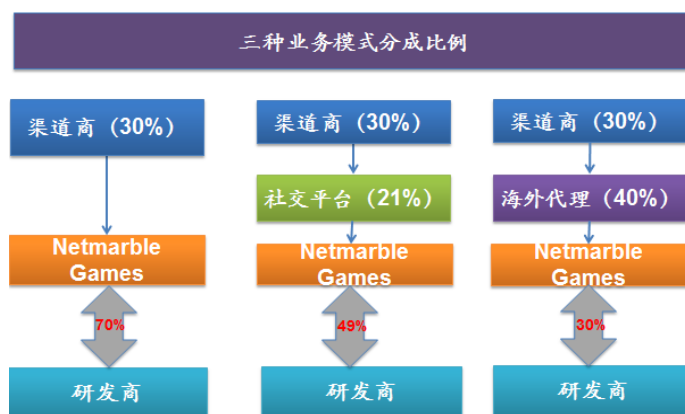 三种业务模式分成比例
渠道商（30%）
渠道商（30%）
渠道商（30%）
社交平台（21%）
海外代理（40%）
Netmarble
Games
Netmarble
Games
Netmarble
Games
70%
49%
30%
研发商
研发商
研发商